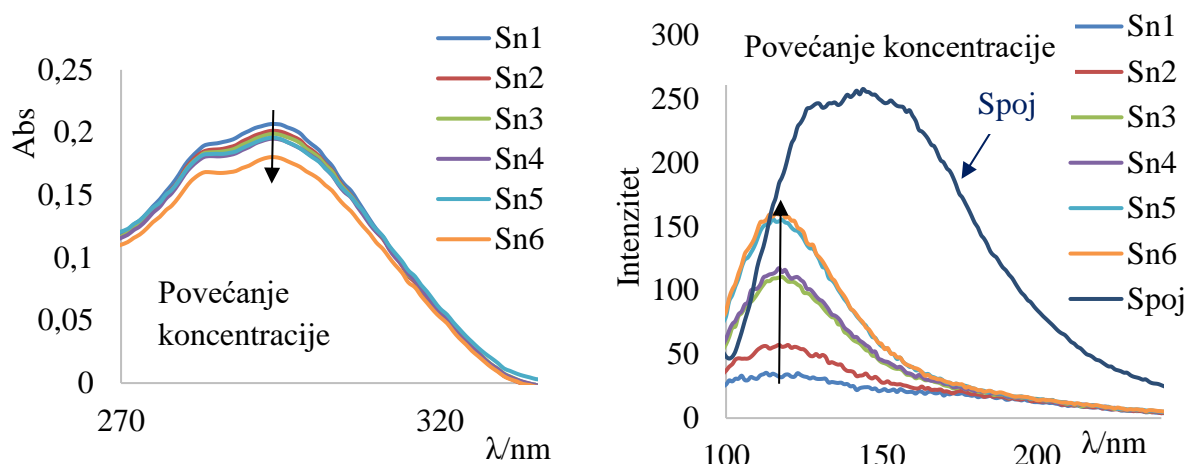 Abs
0,25
0,2
0,15
0,1
0,05
0
270
320
λ/nm
Povećanje
koncentracije
Sn1
Sn2
Sn3
Sn4
Sn5
Sn6
Intenzitet
300
250
200
150
100
50
0
100
150
200
λ/nm
Povećanje koncentracije
Spoj
Sn1
Sn2
Sn3
Sn4
Sn5
Sn6
Spoj